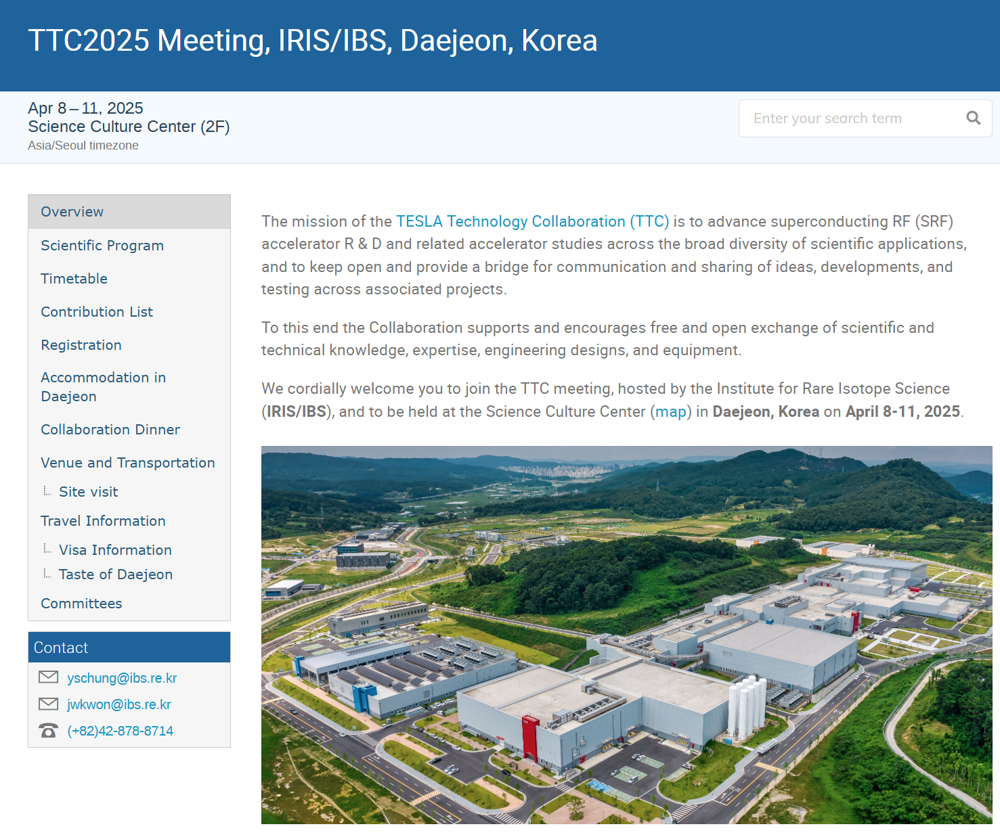 TTC2025 Meeting, IRIS/IBS, Daejeon, Korea
Apr 8 – 11, 2025
Science Culture Center (2F)
Asia/Seoul timezone
Enter your search term
Overview
Scientific Program
Timetable
Contribution List
Registration
Accommodation in
Daejeon
Collaboration Dinner
Venue and Transportation
Site visit
Travel Information
Visa Information
Taste of Daejeon
Committees
Contact
yschung@ibs.re.kr
jwkwon@ibs.re.kr
(+82)42-878-8714
The mission of the TESLA Technology Collaboration (TTC) is to advance superconducting RF (SRF)
accelerator R & D and related accelerator studies across the broad diversity of scientific applications,
and to keep open and provide a bridge for communication and sharing of ideas, developments, and
testing across associated projects.
To this end the Collaboration supports and encourages free and open exchange of scientific and
technical knowledge, expertise, engineering designs, and equipment.
We cordially welcome you to join the TTC meeting, hosted by the Institute for Rare Isotope Science
(IRIS/IBS), and to be held at the Science Culture Center (map) in Daejeon, Korea on April 8-11, 2025.